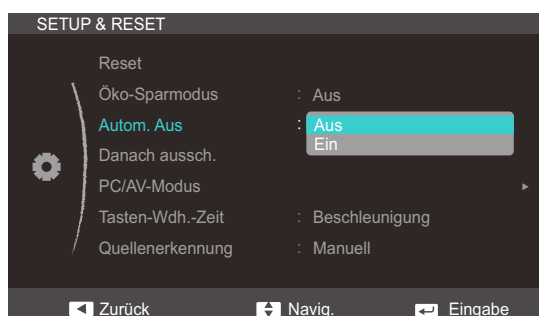 SETUP & RESET
Reset
Öko-Sparmodus : Aus
Autom. Aus : Aus
Ein
Danach aussch.
PC/AV-Modus
Tasten-Wdh.-Zeit : Beschleunigung
Quellenerkennung : Manuell
Zurück Navig. Eingabe